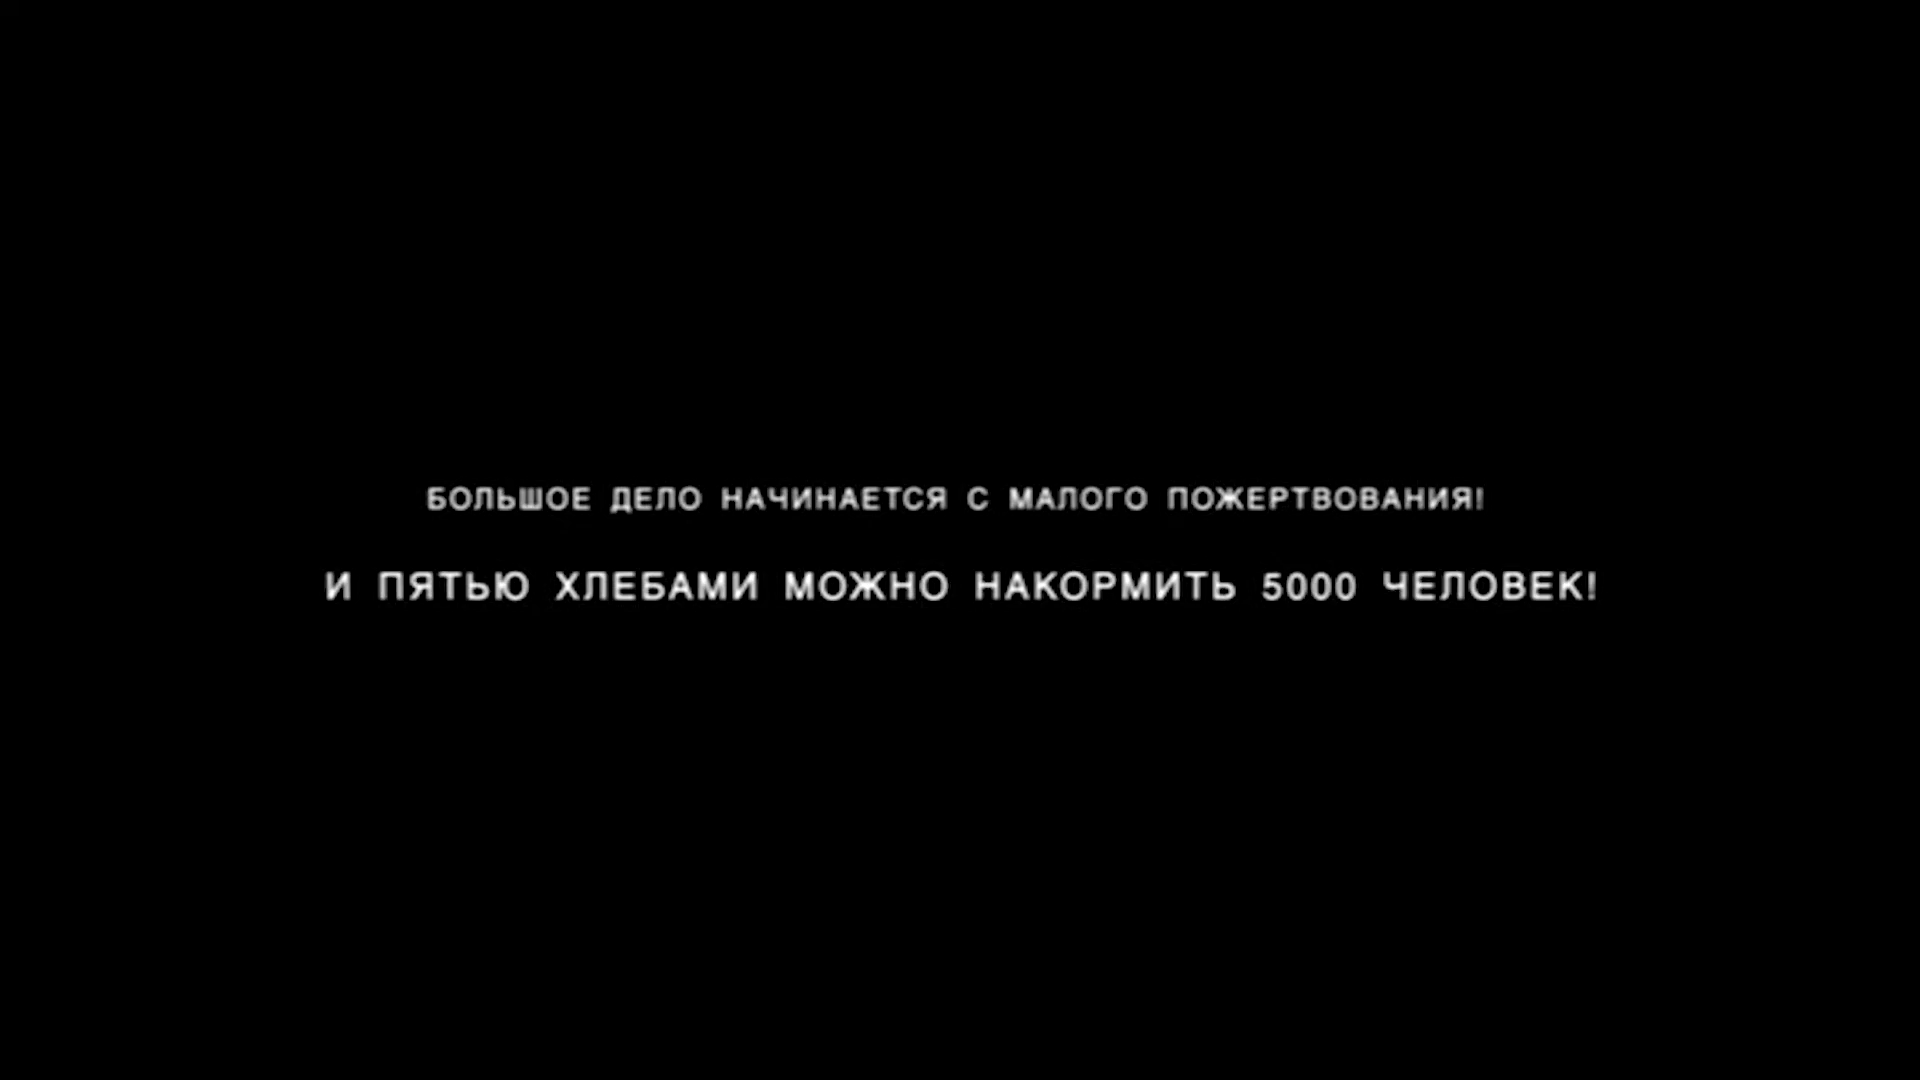 БОЛЬШОЕ ДЕЛО НАЧИНАЕТСЯ С МАЛОГО ПОЖЕРТВОВАНИЯ!
И ПЯТЬЮ ХЛЕБАМИ МОЖНО НАКОРМИТЬ 5000 ЧЕЛОВЕК!